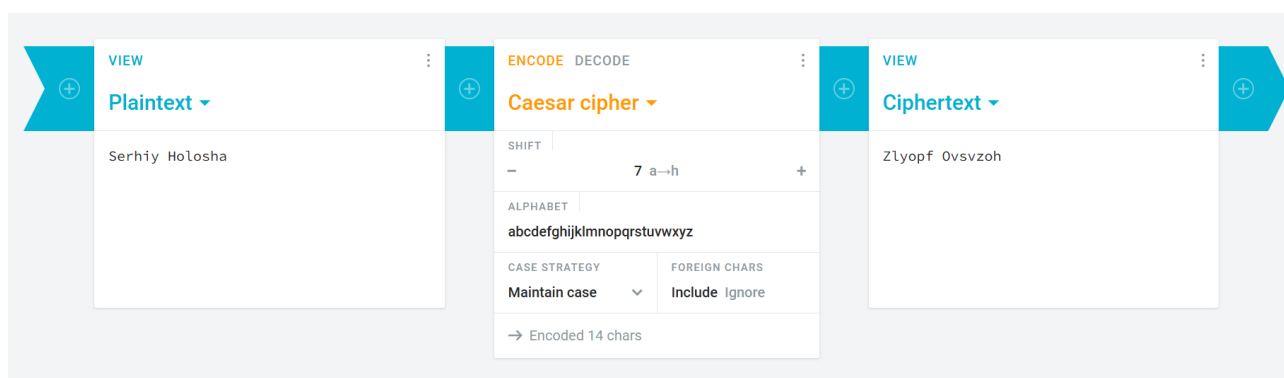 VIEW
Plaintext
Serhiy Holosha
ENCODE DECODE
Caesar cipher
SHIFT
− 7 a→h +
ALPHABET
abcdefghijklmnopqrstuvwxyz
CASE STRATEGY FOREIGN CHARS
Maintain case Include Ignore
→ Encoded 14 chars
VIEW
Ciphertext
Zlyopf Ovsvzoh